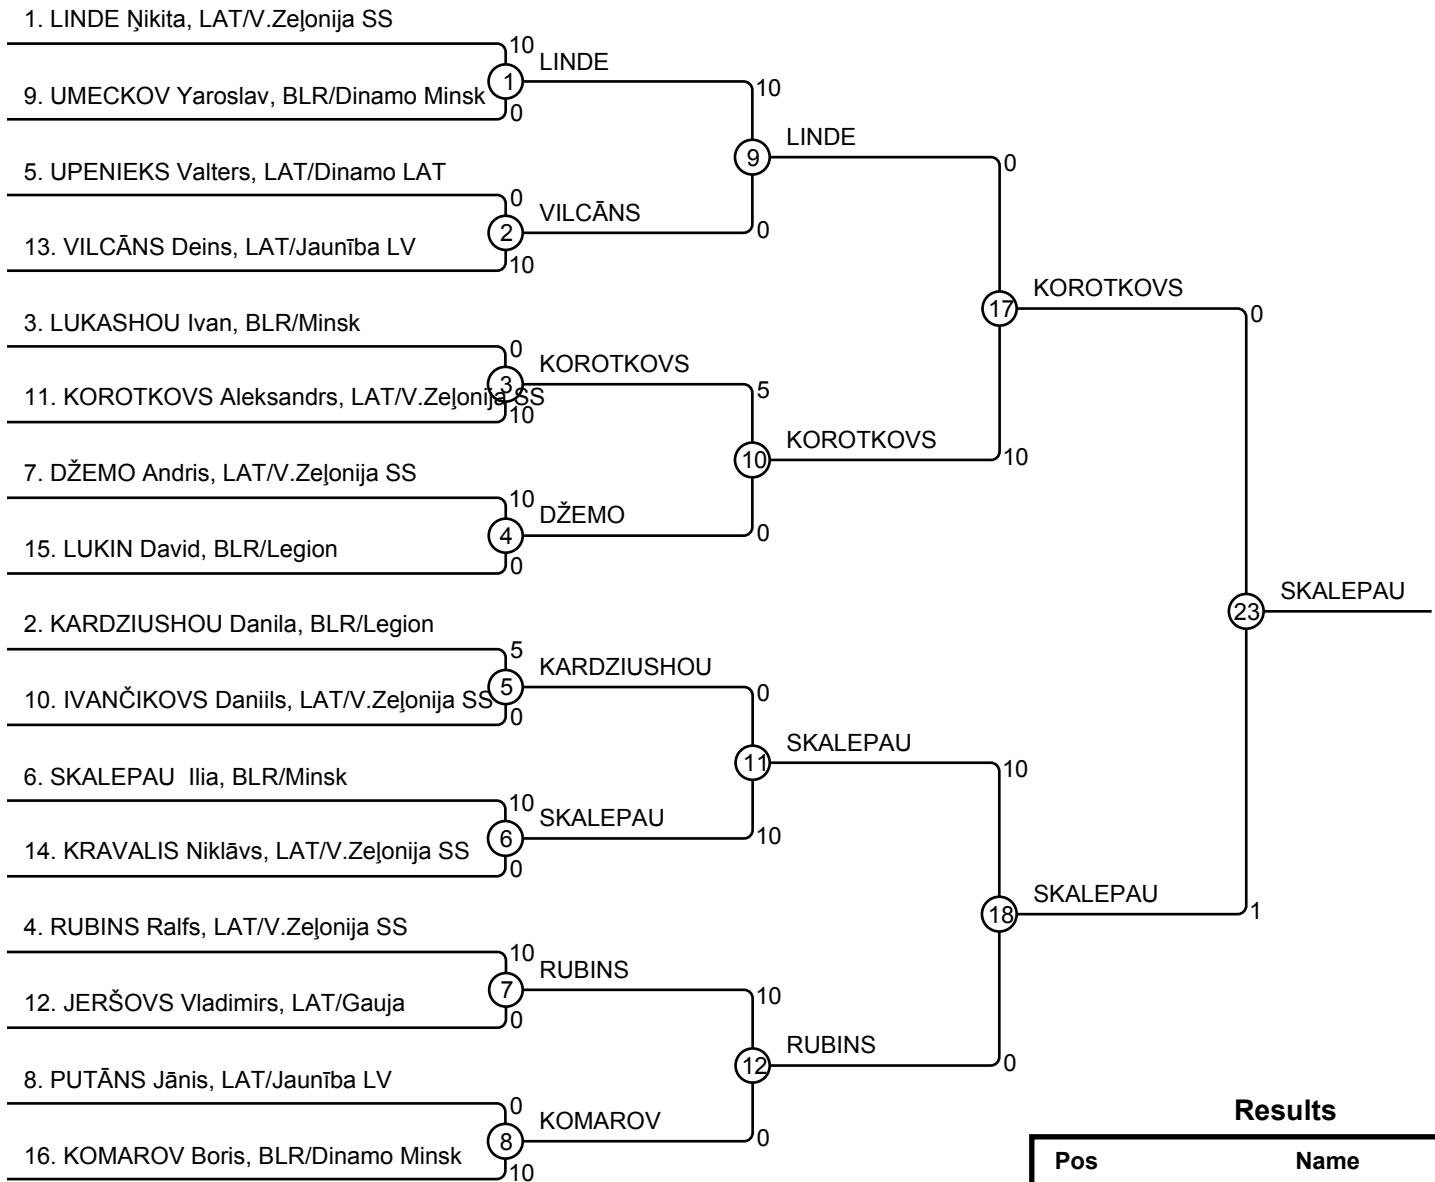 1. LINDE Ņikita, LAT/V.Zeļonija SS
10
LINDE
1
9. UMECKOV Yaroslav, BLR/Dinamo Minsk
0
10
LINDE
9
0
5. UPENIEKS Valters, LAT/Dinamo LAT
0
VILCĀNS
2
0
13. VILCĀNS Deins, LAT/Jaunība LV
10
KOROTKOVS
17
0
3. LUKASHOU Ivan, BLR/Minsk
0
KOROTKOVS
3
5
11. KOROTKOVS Aleksandrs, LAT/V.Zeļonija SS
10
KOROTKOVS
10
10
7. DŽEMO Andris, LAT/V.Zeļonija SS
10
DŽEMO
4
0
15. LUKIN David, BLR/Legion
0
SKALEPAU
23
2. KARDZIUSHOU Danila, BLR/Legion
5
KARDZIUSHOU
5
0
10. IVANČIKOVS Daniils, LAT/V.Zeļonija SS
0
SKALEPAU
11
10
6. SKALEPAU Ilia, BLR/Minsk
10
SKALEPAU
6
10
14. KRAVALIS Niklāvs, LAT/V.Zeļonija SS
0
SKALEPAU
18
1
4. RUBINS Ralfs, LAT/V.Zeļonija SS
10
RUBINS
7
10
12. JERŠOVS Vladimirs, LAT/Gauja
0
RUBINS
12
0
8. PUTĀNS Jānis, LAT/Jaunība LV
0
KOMAROV
8
0
16. KOMAROV Boris, BLR/Dinamo Minsk
10
Results
Pos Name